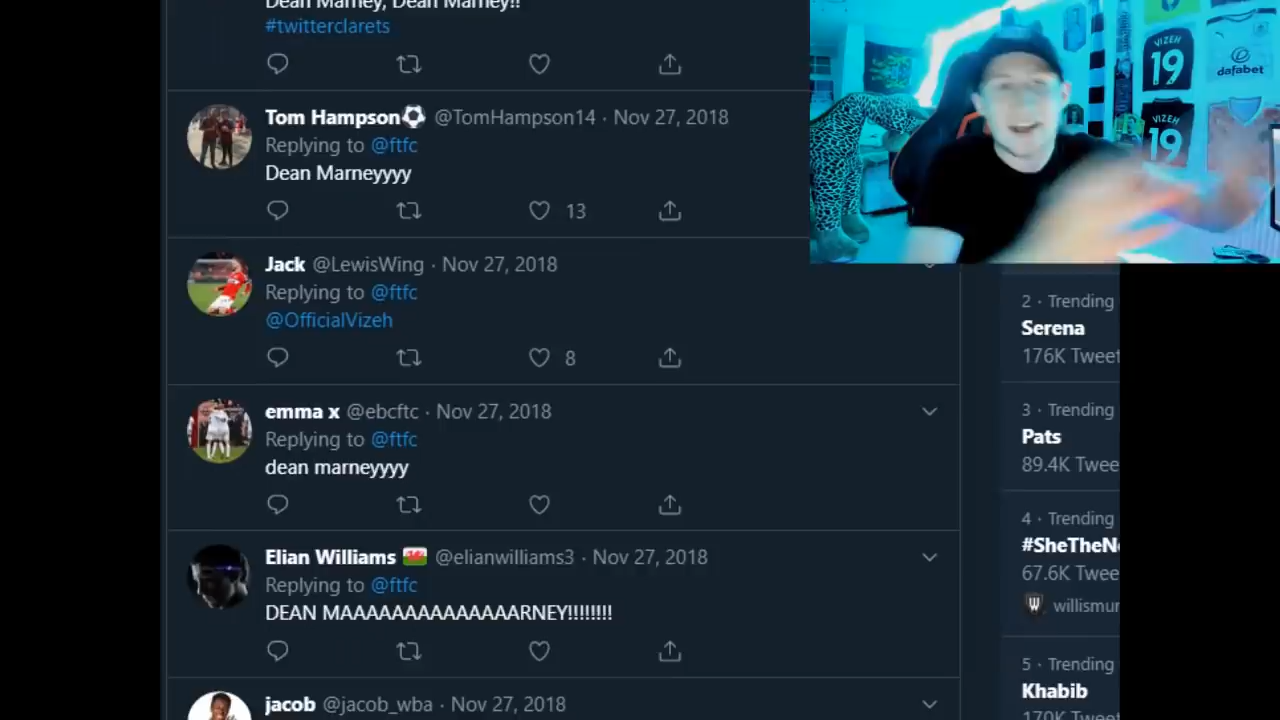 Dean Marney, Dean Marney!!
#twitterclarets
Tom Hampson @TomHampson14 · Nov 27, 2018
Replying to @ftfc
Dean Marneyyyy
13
Jack @LewisWing · Nov 27, 2018
Replying to @ftfc
@OfficialVizeh
8
emma x @ebcftc · Nov 27, 2018
Replying to @ftfc
dean marneyyyy
Elian Williams @elianwilliams3 · Nov 27, 2018
Replying to @ftfc
DEAN MAAAAAAAAAAAAAARNEY!!!!!!!!
jacob @jacob_wba · Nov 27, 2018
VIZEH
19
VIZEH
19
dafabet
2 · Trending
Serena
176K Tweet
3 · Trending
Pats
89.4K Twee
4 · Trending
#SheTheN
67.6K Twee
W willismur
5 · Trending
Khabib
170K Tweet